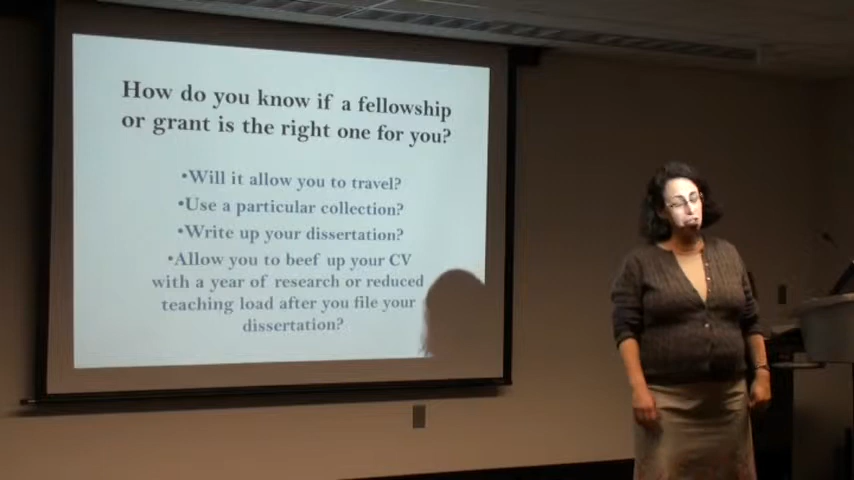 How do you know if a fellowship
or grant is the right one for you?
•Will it allow you to travel?
•Use a particular collection?
•Write up your dissertation?
•Allow you to beef up your CV
with a year of research or reduced
teaching load after you file your
dissertation?